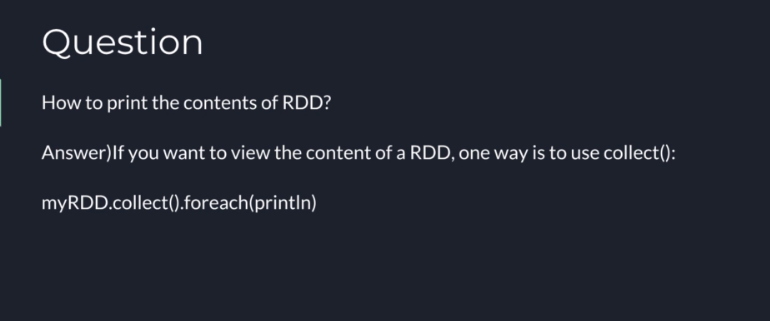 Question
How to print the contents of RDD?
Answer)If you want to view the content of a RDD, one way is to use collect():
myRDD.collect().foreach(println)